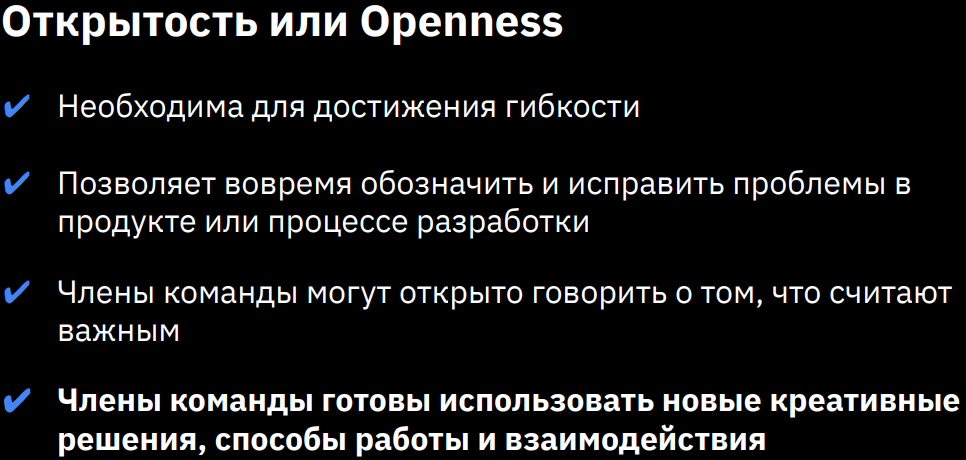 Открытость или Openness
✔ Необходима для достижения гибкости
✔ Позволяет вовремя обозначить и исправить проблемы в
продукте или процессе разработки
✔ Члены команды могут открыто говорить о том, что считают
важным
✔ Члены команды готовы использовать новые креативные
решения, способы работы и взаимодействия